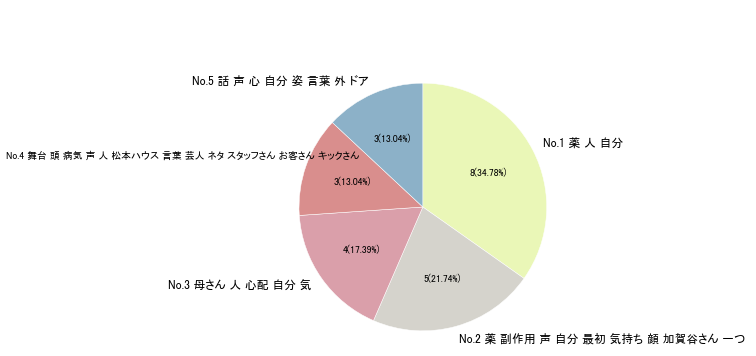 No.5 話 声 心 自分 姿 言葉 外 ドア
3(13.04%)
No.1 薬 人 自分
No.4 舞台 頭 病気 声 人 松本ハウス 言葉 芸人 ネタ スタッフさん お客さん キックさん
8(34.78%)
3(13.04%)
4(17.39%)
5(21.74%)
No.3 母さん 人 心配 自分 気
No.2 薬 副作用 声 自分 最初 気持ち 顔 加賀谷さん 一つ